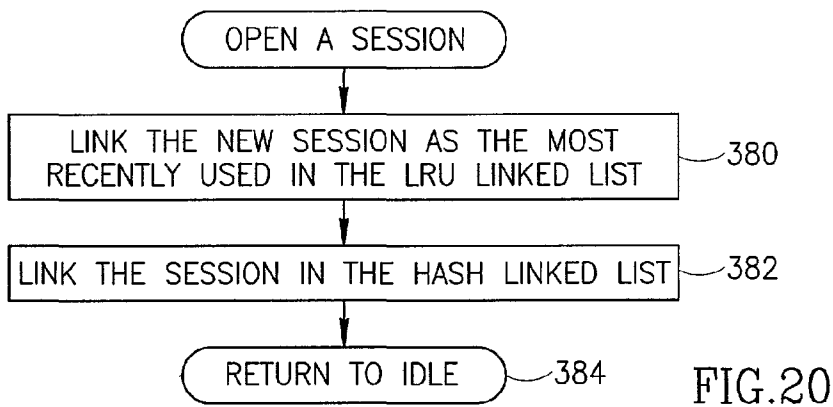 OPEN A SESSION
LINK THE NEW SESSION AS THE MOST
RECENTLY USED IN THE LRU LINKED LIST
380
LINK THE SESSION IN THE HASH LINKED LIST
382
RETURN TO IDLE
384
FIG.20